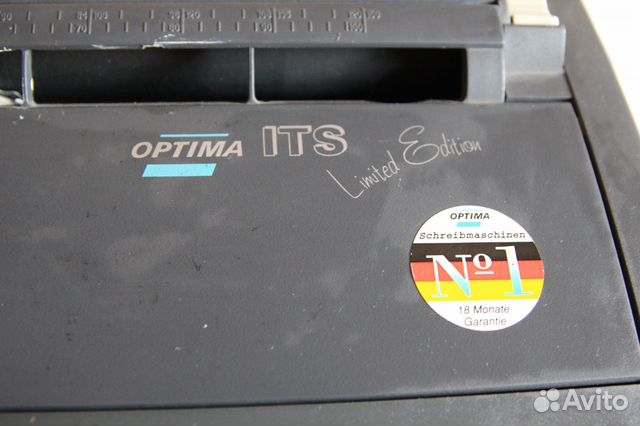 OPTIMA ITS Limited Edition
OPTIMA
Schreibmaschinen
№1
18 Monate
Garantie
Avito